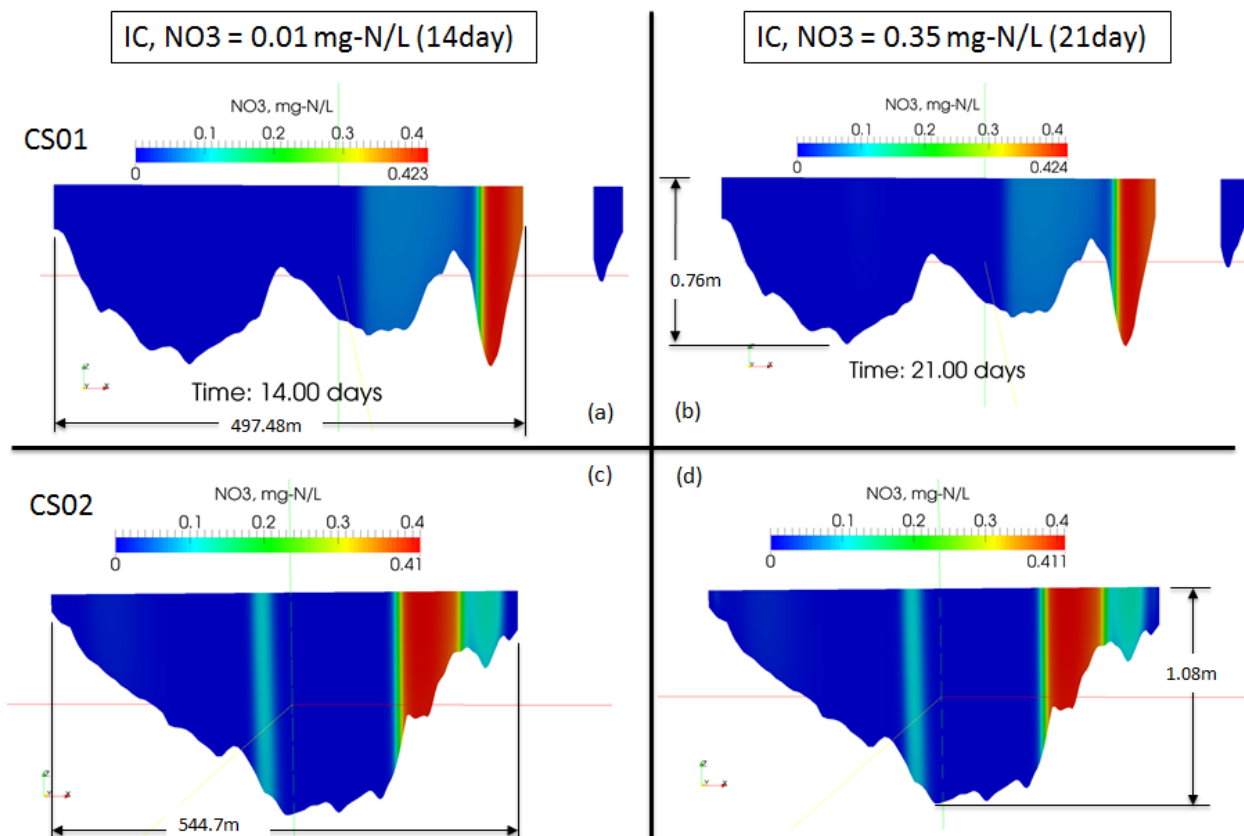 IC, NO3 = 0.01 mg-N/L (14day)
IC, NO3 = 0.35 mg-N/L (21day)
CS01
NO3, mg-N/L
0.1 0.2 0.3 0.4
0 0.423
Z
Y X
Time: 14.00 days
497.48m
(a)
NO3, mg-N/L
0.1 0.2 0.3 0.4
0 0.424
0.76m
Z
Y X
Time: 21.00 days
(b)
CS02
(c)
NO3, mg-N/L
0.1 0.2 0.3 0.4
0 0.41
Z
Y X
544.7m
(d)
NO3, mg-N/L
0.1 0.2 0.3 0.4
0 0.411
1.08m
Z
Y X